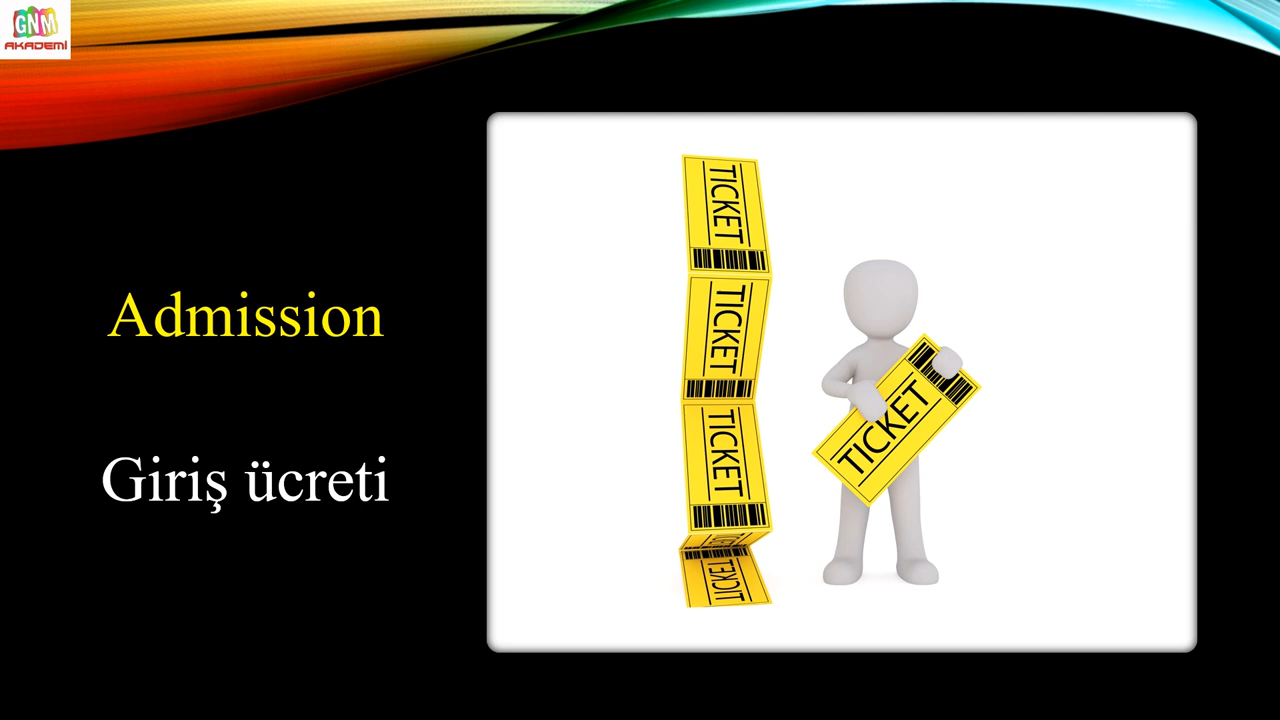 GNM
AKADEMİ
Admission
Giriş ücreti
TICKET
TICKET
TICKET
TICKET
TICKET